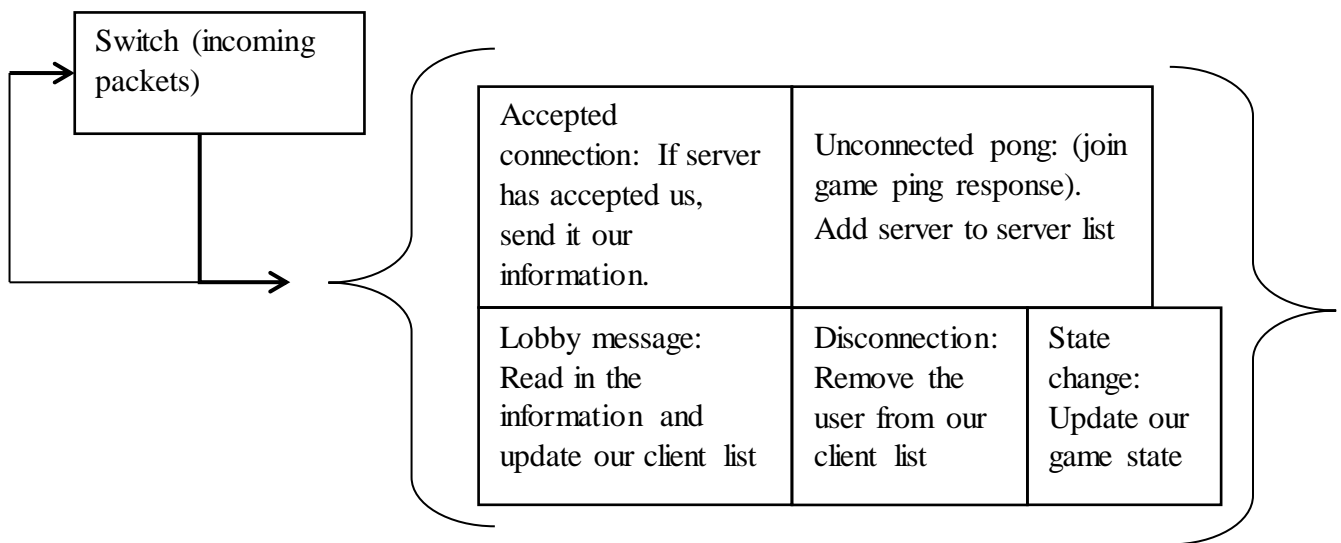 Switch (incoming
packets)
Accepted
connection: If server
has accepted us,
send it our
information.
Unconnected pong: (join
game ping response).
Add server to server list
Lobby message:
Read in the
information and
update our client list
Disconnection:
Remove the
user from our
client list
State
change:
Update our
game state